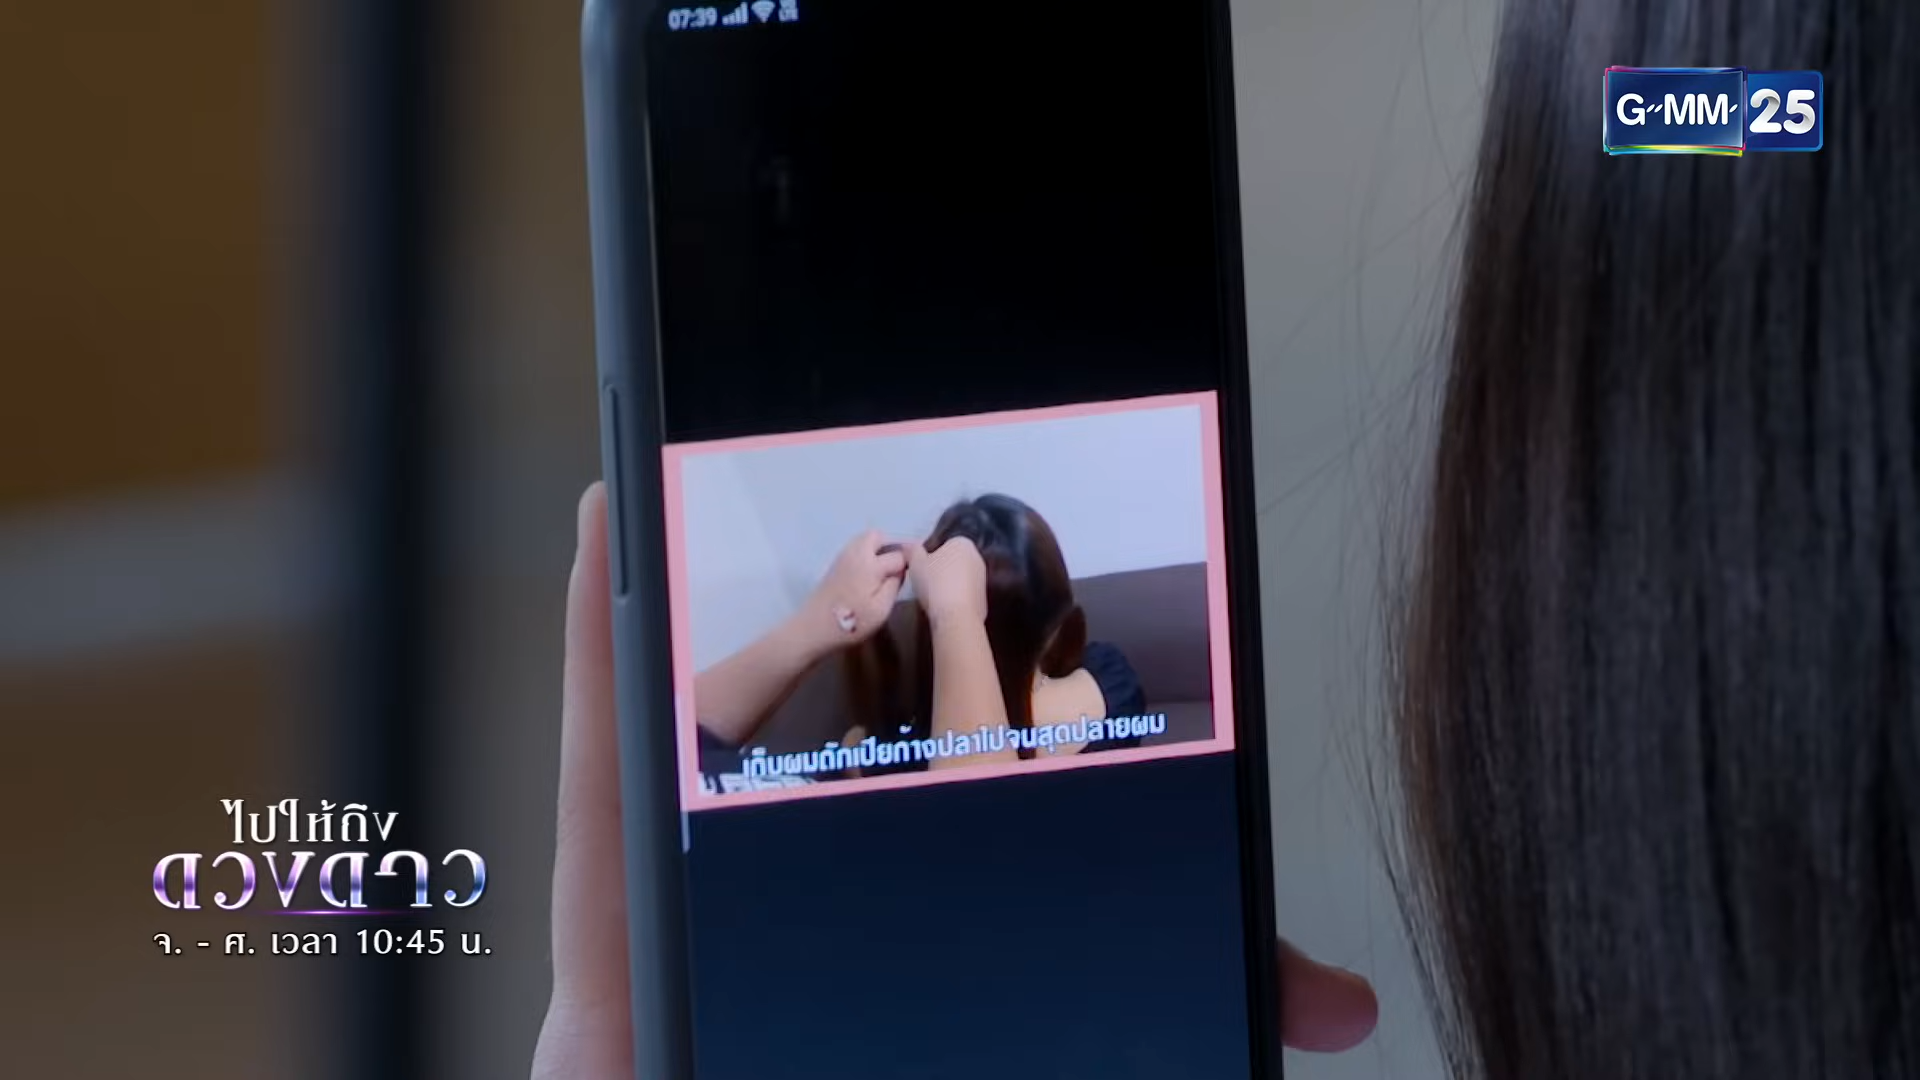 07:39
G-MM 25
เก็บผมถักเปียก้างปลาไปจนสุดปลายผม
ไปให้ถึง
ดวงดาว
จ. - ศ. เวลา 10:45 น.